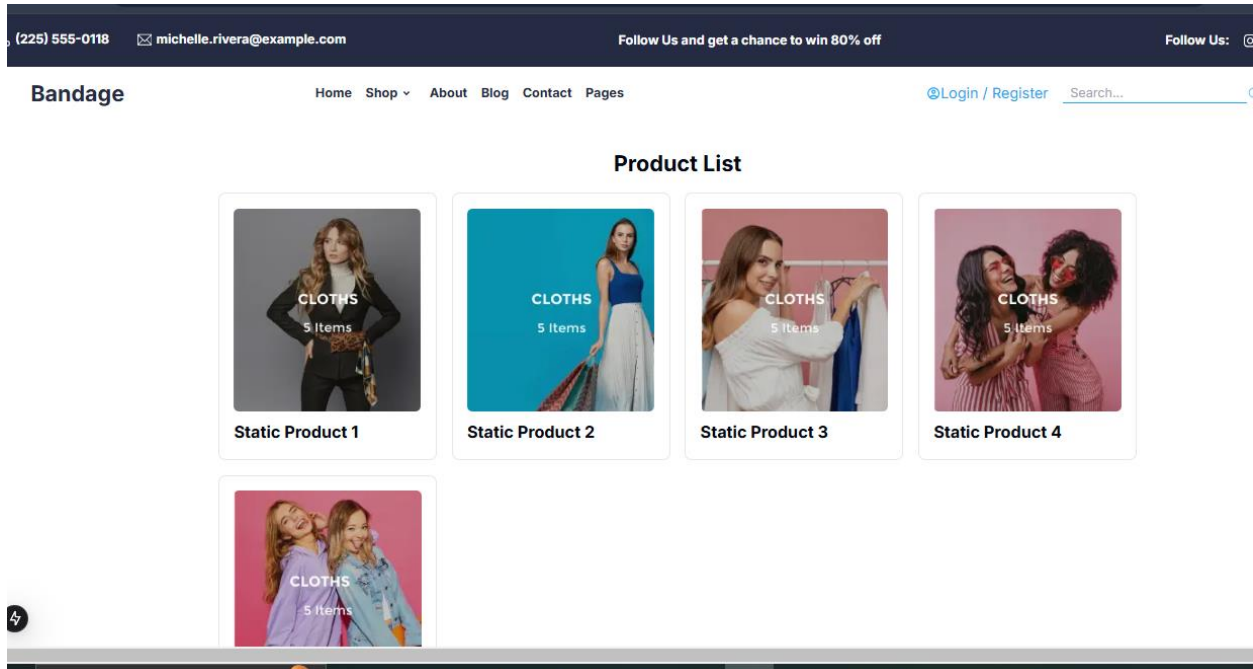 (225) 555-0118 michelle.rivera@example.com Follow Us and get a chance to win 80% off Follow Us:
Bandage Home Shop About Blog Contact Pages Login / Register Search...
Product List
CLOTHS CLOTHS CLOTHS CLOTHS
5 Items 5 Items 5 Items 5 Items
Static Product 1 Static Product 2 Static Product 3 Static Product 4
CLOTHS
5 Items